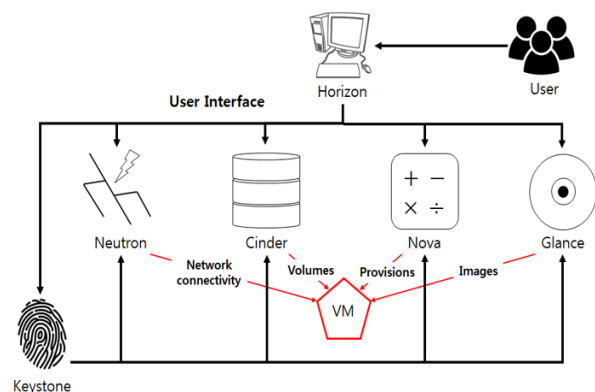 Horizon
User
User Interface
Neutron
Cinder
Nova
Glance
Network
connectivity
Volumes
Provisions
Images
VM
Keystone